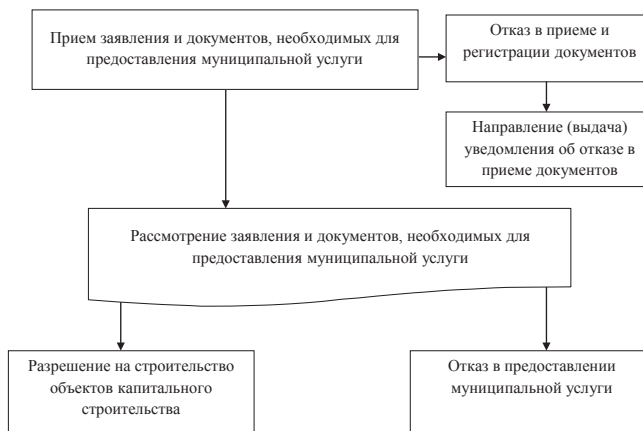 Прием заявления и документов, необходимых для
предоставления муниципальной услуги
Отказ в приеме и
регистрации документов
Направление (выдача)
уведомления об отказе в
приеме документов
Рассмотрение заявления и документов, необходимых для
предоставления муниципальной услуги
Разрешение на строительство
объектов капитального
строительства
Отказ в предоставлении
муниципальной услуги